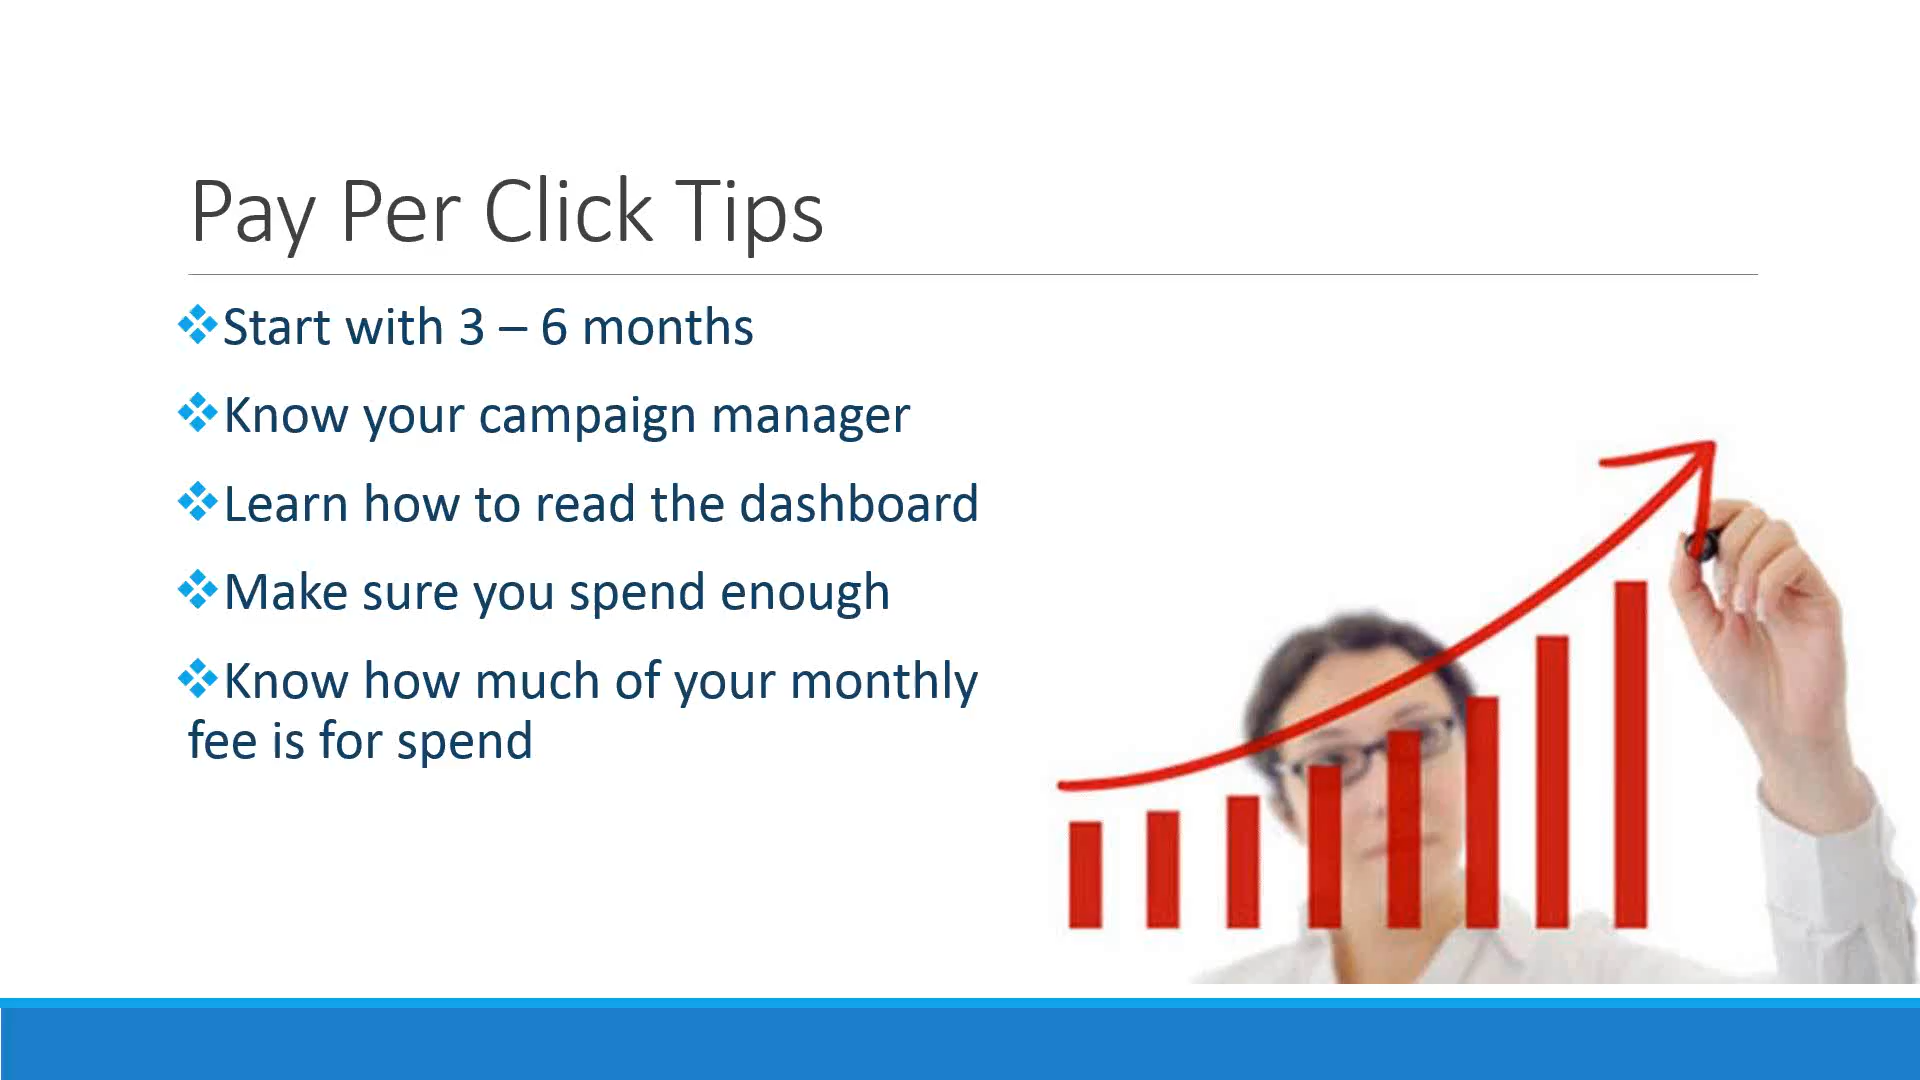 Pay Per Click Tips
❖Start with 3 – 6 months
❖Know your campaign manager
❖Learn how to read the dashboard
❖Make sure you spend enough
❖Know how much of your monthly
fee is for spend